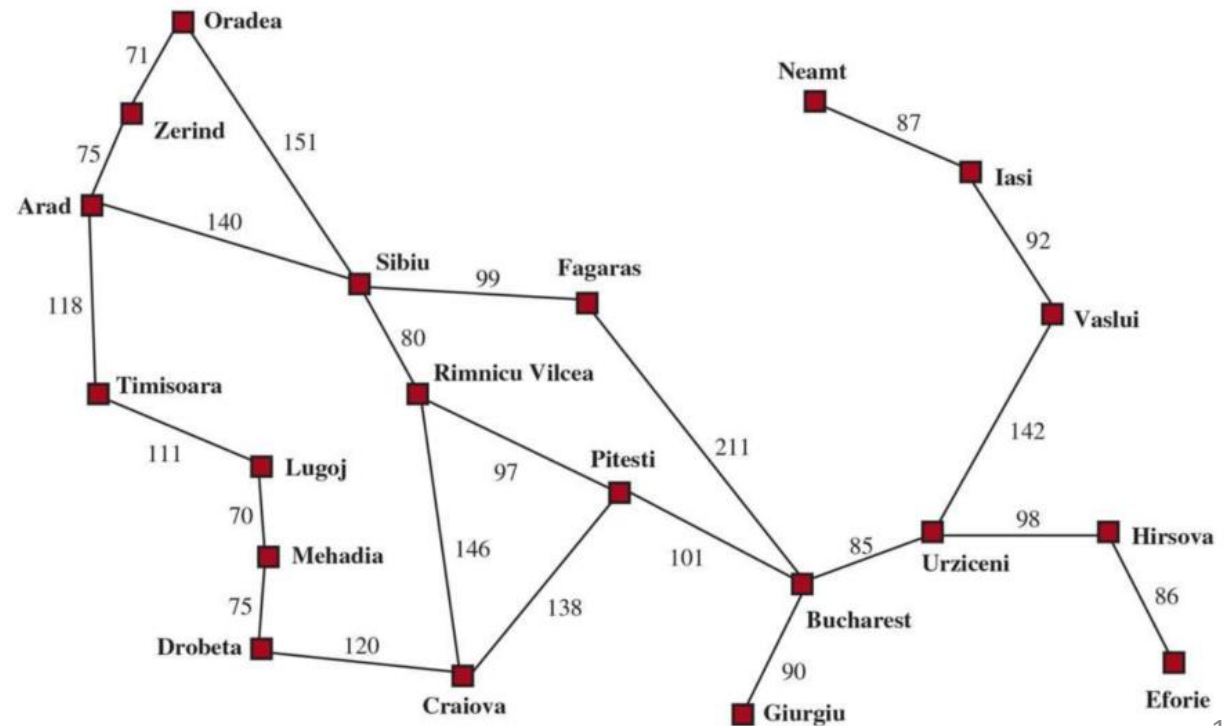 Oradea
71
Neamt
87
Zerind
151
75
Iasi
Arad
140
92
Sibiu
Fagaras
99
118
Vaslui
80
Timisoara
Rimnicu Vilcea
142
111
211
Lugoj
97
Pitesti
70
98
Mehadia
146
101
85
Urziceni
Hirsova
75
138
86
Bucharest
Drobeta
120
90
Craiova
Giurgiu
Eforie